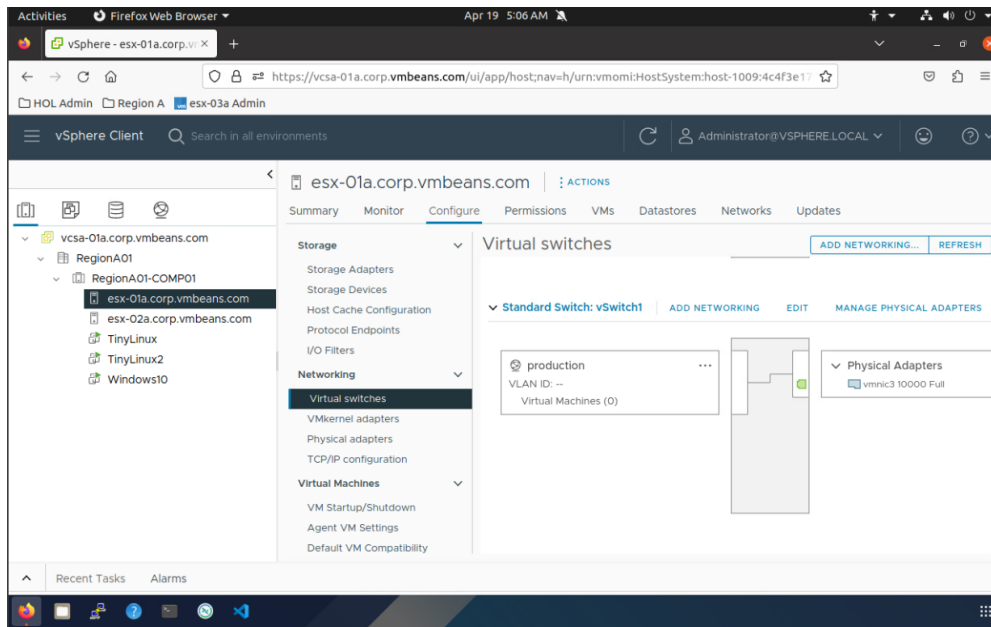 Activities Firefox Web Browser Apr 19 5:06 AM
vSphere - esx-01a.corp.vr × +
https://vcsa-01a.corp.vmbeans.com/ui/app/host;nav=h/urn:vmomi:HostSystem:host-1009:4c4f3e17
HOL Admin Region A esx-03a Admin
vSphere Client Search in all environments Administrator@VSPHERE.LOCAL
esx-01a.corp.vmbeans.com ACTIONS
Summary Monitor Configure Permissions VMs Datastores Networks Updates
vcsa-01a.corp.vmbeans.com
RegionA01
RegionA01-COMP01
esx-01a.corp.vmbeans.com
esx-02a.corp.vmbeans.com
TinyLinux
TinyLinux2
Windows10
Storage
Storage Adapters
Storage Devices
Host Cache Configuration
Protocol Endpoints
I/O Filters
Networking
Virtual switches
VMkernel adapters
Physical adapters
TCP/IP configuration
Virtual Machines
VM Startup/Shutdown
Agent VM Settings
Default VM Compatibility
Virtual switches ADD NETWORKING... REFRESH
Standard Switch: vSwitch1 ADD NETWORKING EDIT MANAGE PHYSICAL ADAPTERS
production ...
VLAN ID: --
Virtual Machines (0)
Physical Adapters
vmnic3 10000 Full
Recent Tasks Alarms